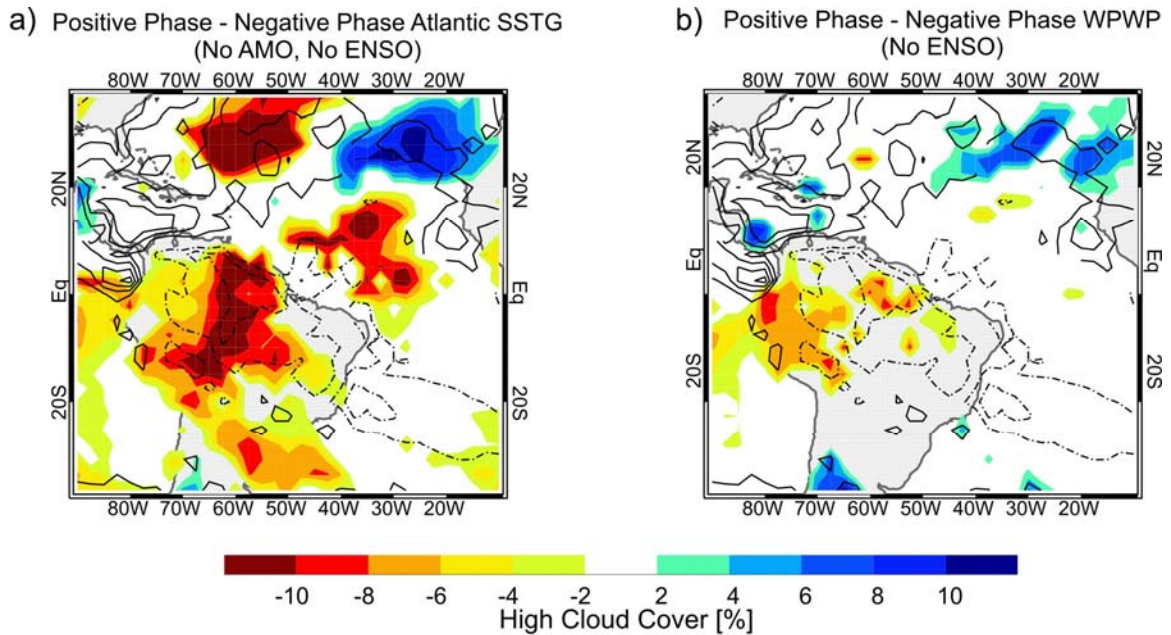 a) Positive Phase - Negative Phase Atlantic SSTG
(No AMO, No ENSO)
80W 70W 60W 50W 40W 30W 20W
20N
Eq
20S
20N
Eq
20S
80W 70W 60W 50W 40W 30W 20W
b) Positive Phase - Negative Phase WPWP
(No ENSO)
80W 70W 60W 50W 40W 30W 20W
20N
Eq
20S
20N
Eq
20S
80W 70W 60W 50W 40W 30W 20W
-10 -8 -6 -4 -2 2 4 6 8 10
High Cloud Cover [%]